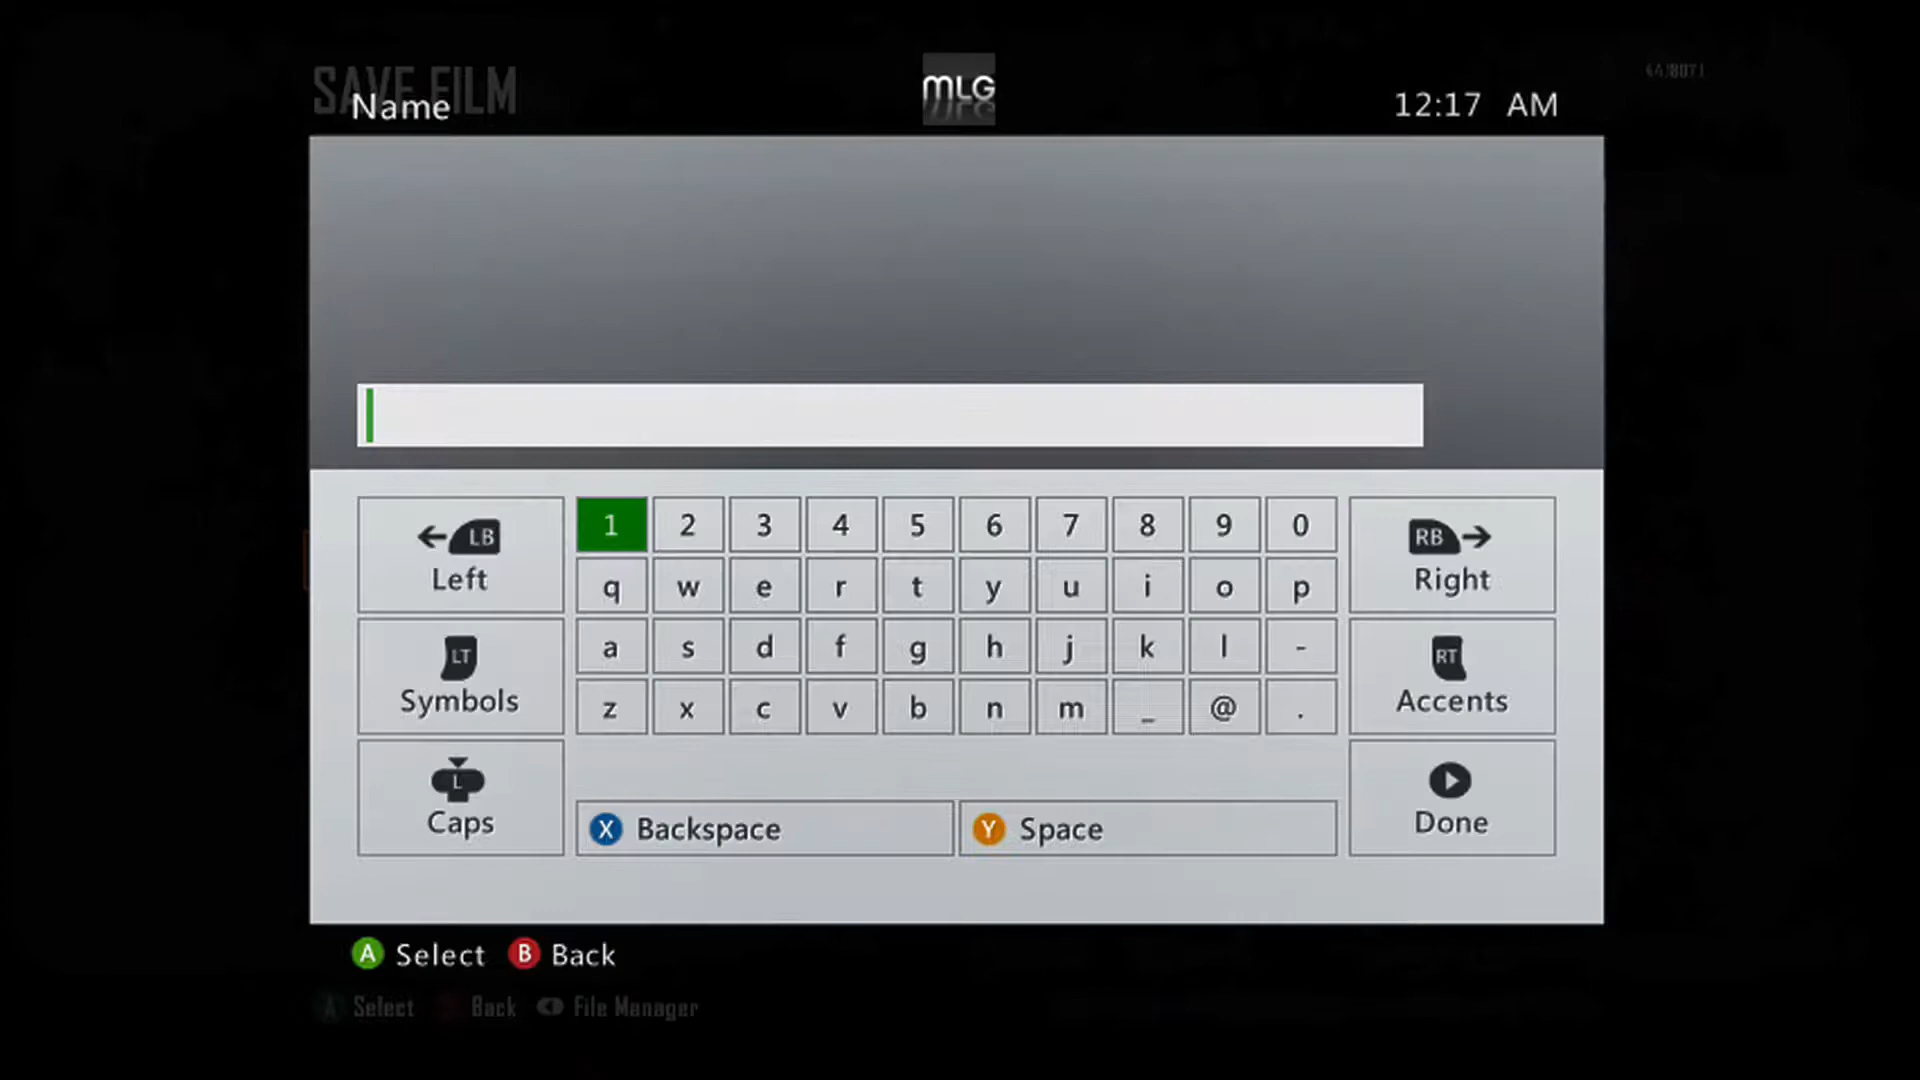 SAVE FILM
Name
MLG
12:17 AM
LB
Left
1 2 3 4 5 6 7 8 9 0
RB
Right
q w e r t y u i o p
LT
Symbols
a s d f g h j k l -
RT
Accents
z x c v b n m _ @ .
L
Caps
X Backspace
Y Space
Done
A Select B Back
A Select Back File Manager